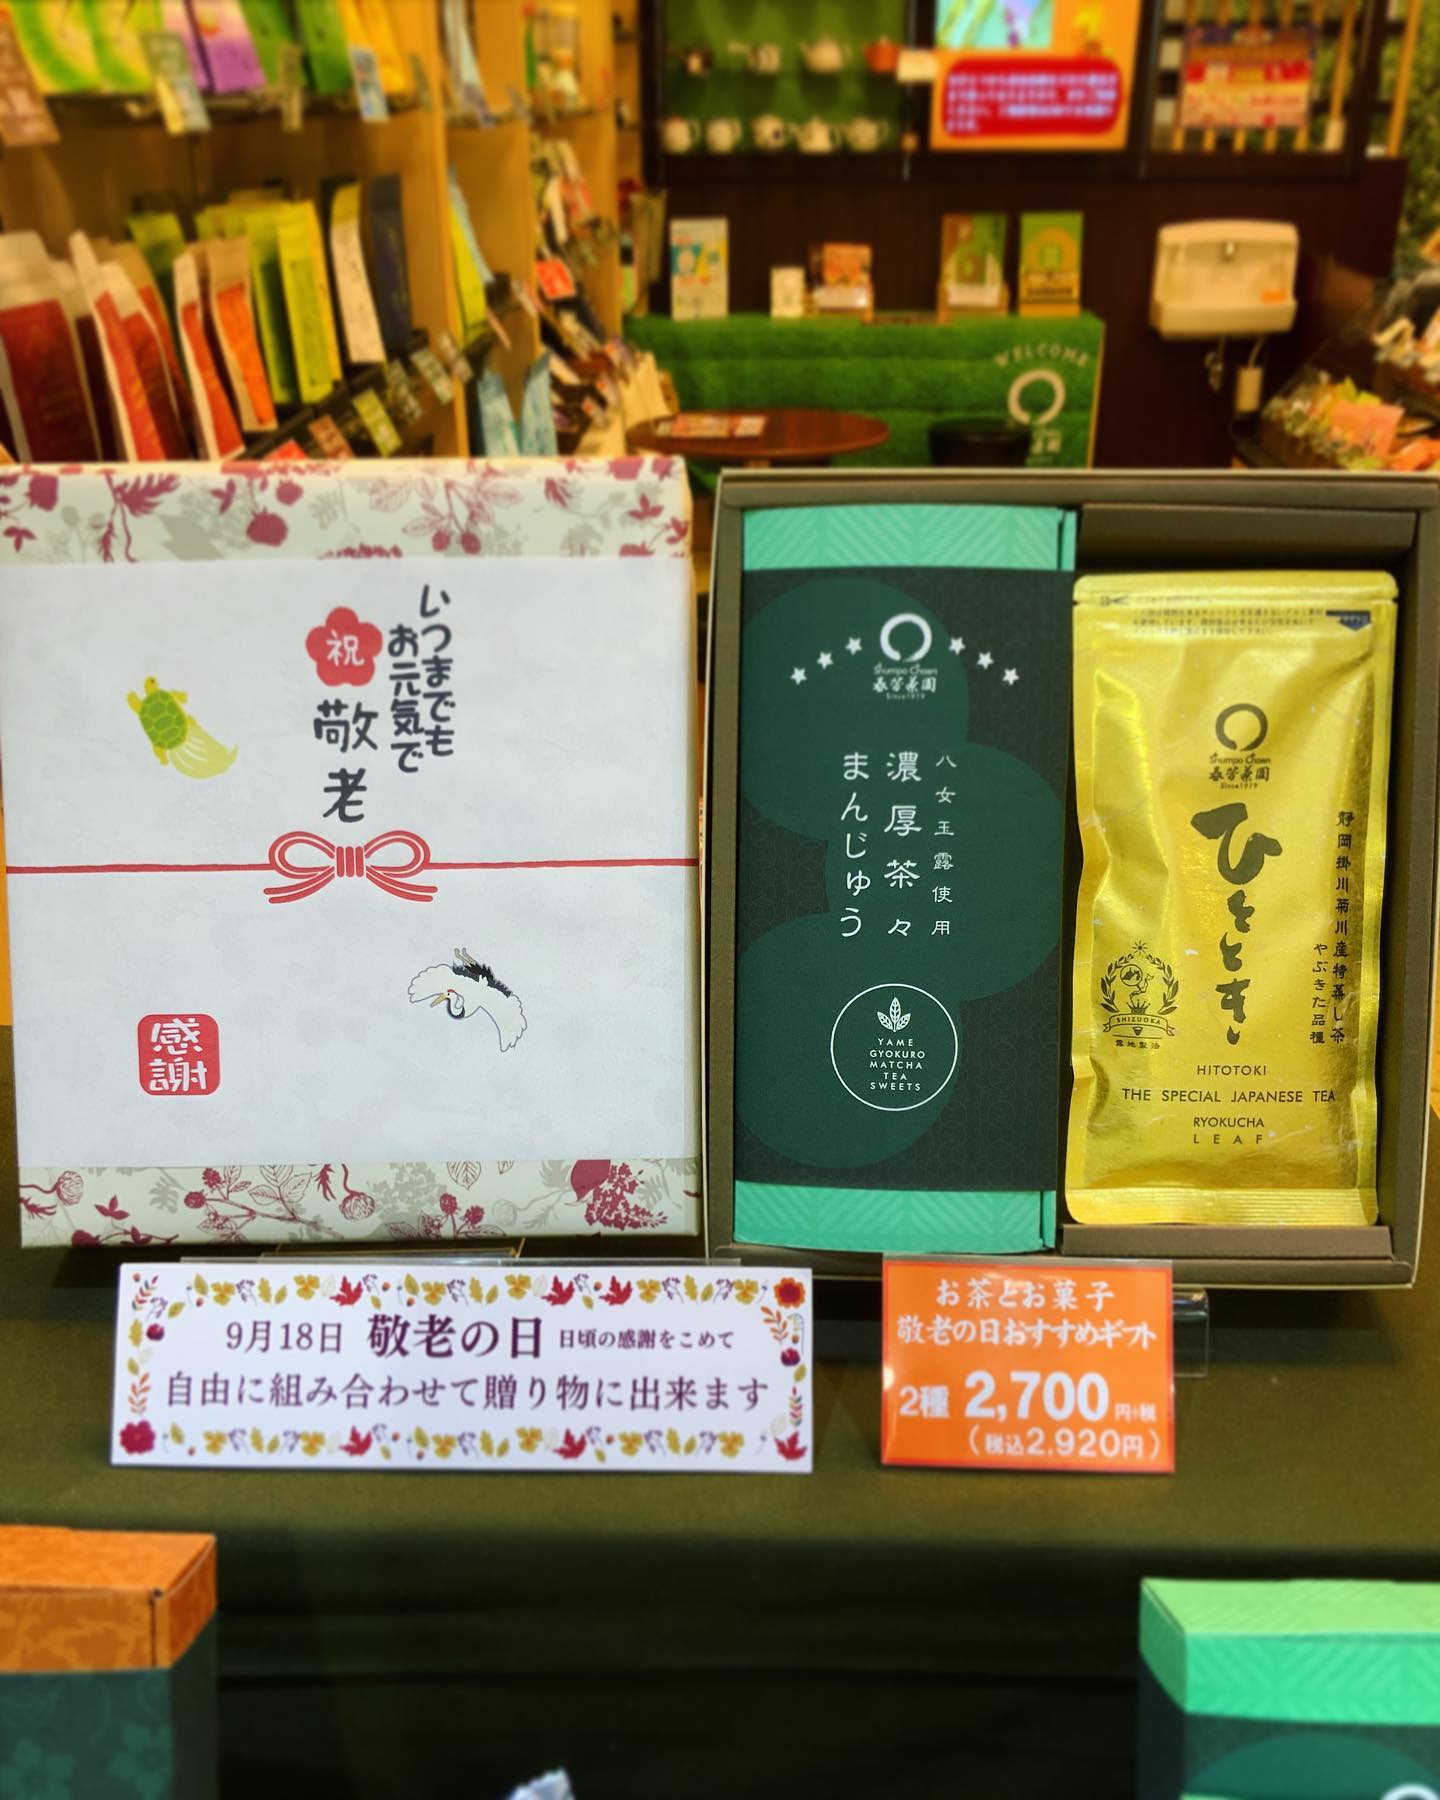 WELCOME
いつまでも
お元気で
祝
敬老
感謝
Shumpo Chaen
春芳茶園
Since1979
八女玉露使用
濃厚茶々
まんじゅう
YAME
GYOKURO
MATCHA
TEA
SWEETS
Shumpo Chaen
春芳茶園
Since1979
静岡掛川菊川産特蒸し茶
やぶきた品種
ひととき
SHIZUOKA
露地製法
HITOTOKI
THE SPECIAL JAPANESE TEA
RYOKUCHA
LEAF
9月18日 敬老の日 日頃の感謝をこめて
自由に組み合わせて贈り物に出来ます
お茶とお菓子
敬老の日おすすめギフト
2種 2,700円+税
(税込2,920円)